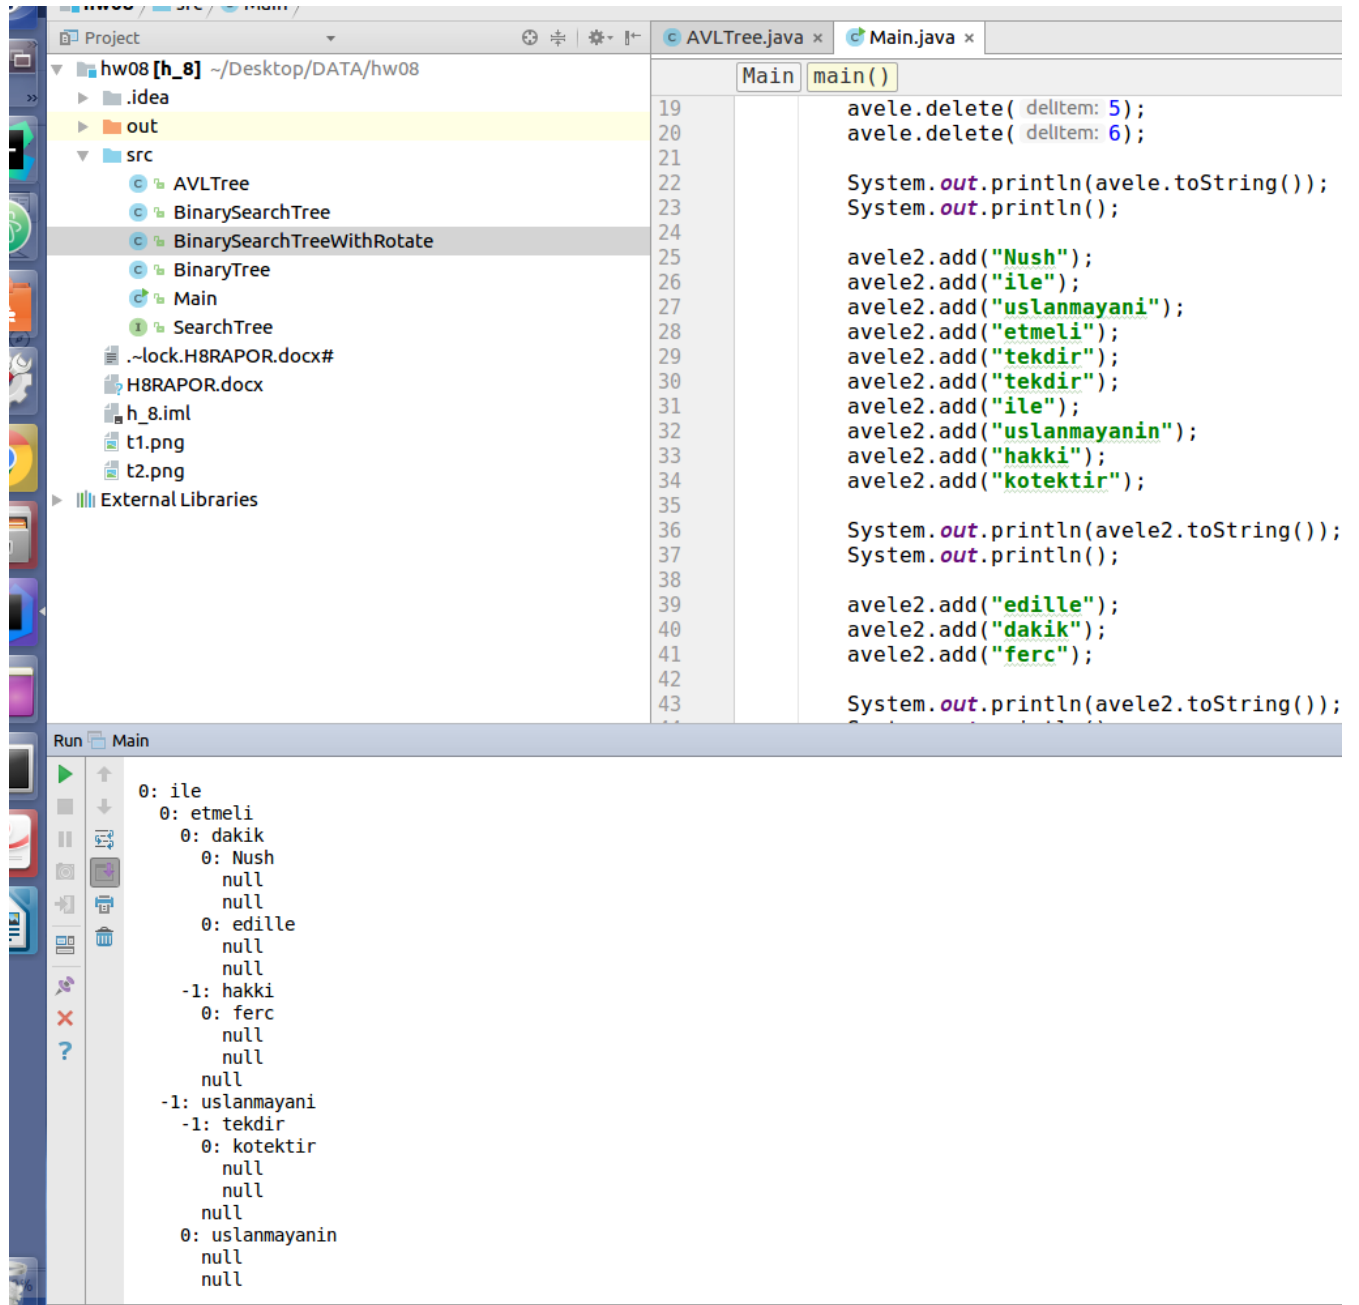 hw08 / src / Main
Project
hw08 [h_8] ~/Desktop/DATA/hw08
.idea
out
src
AVLTree
BinarySearchTree
BinarySearchTreeWithRotate
BinaryTree
Main
SearchTree
.~lock.H8RAPOR.docx#
H8RAPOR.docx
h_8.iml
t1.png
t2.png
External Libraries
AVLTree.java × Main.java ×
Main main()
19 avele.delete( delItem: 5);
20 avele.delete( delItem: 6);
21
22 System.out.println(avele.toString());
23 System.out.println();
24
25 avele2.add("Nush");
26 avele2.add("ile");
27 avele2.add("uslanmayani");
28 avele2.add("etmeli");
29 avele2.add("tekdir");
30 avele2.add("tekdir");
31 avele2.add("ile");
32 avele2.add("uslanmayanin");
33 avele2.add("hakki");
34 avele2.add("kotektir");
35
36 System.out.println(avele2.toString());
37 System.out.println();
38
39 avele2.add("edille");
40 avele2.add("dakik");
41 avele2.add("ferc");
42
43 System.out.println(avele2.toString());
Run Main
0: ile
0: etmeli
0: dakik
0: Nush
null
null
0: edille
null
null
-1: hakki
0: ferc
null
null
null
-1: uslanmayani
-1: tekdir
0: kotektir
null
null
null
0: uslanmayanin
null
null